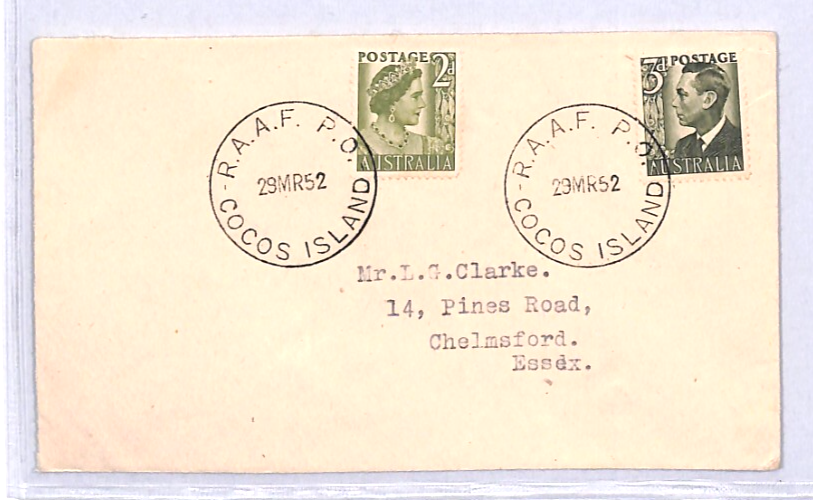 POSTAGE
2d
AUSTRALIA
POSTAGE
3d
AUSTRALIA
R.A.A.F. P.O.
29MR52
COCOS ISLAND
R.A.A.F. P.O.
29MR52
COCOS ISLAND
Mr.L.G.Clarke.
14, Pines Road,
Chelmsford.
Essex.